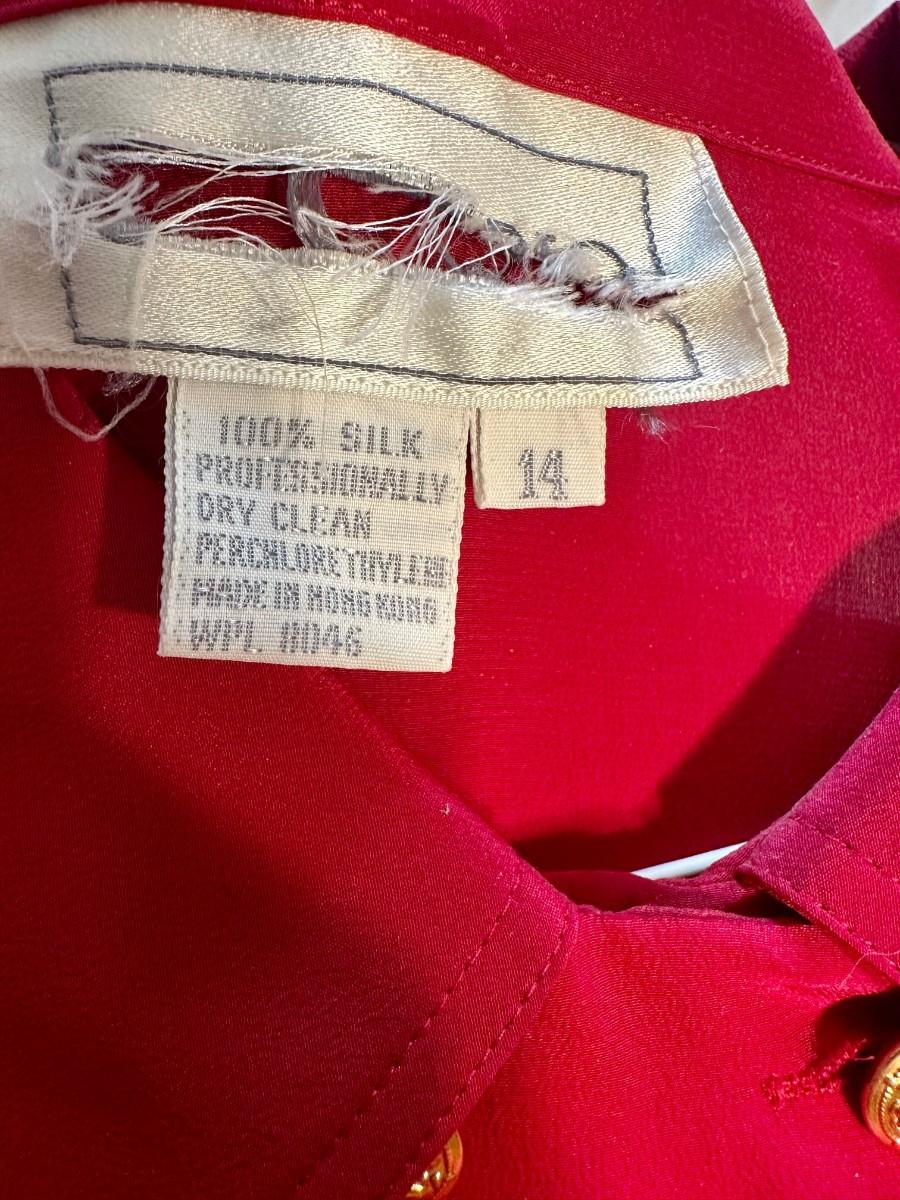 100% SILK
PROFESSIONALLY
DRY CLEAN
PERCHLORETHYLENE
MADE IN HONG KONG
WPL 8046
14